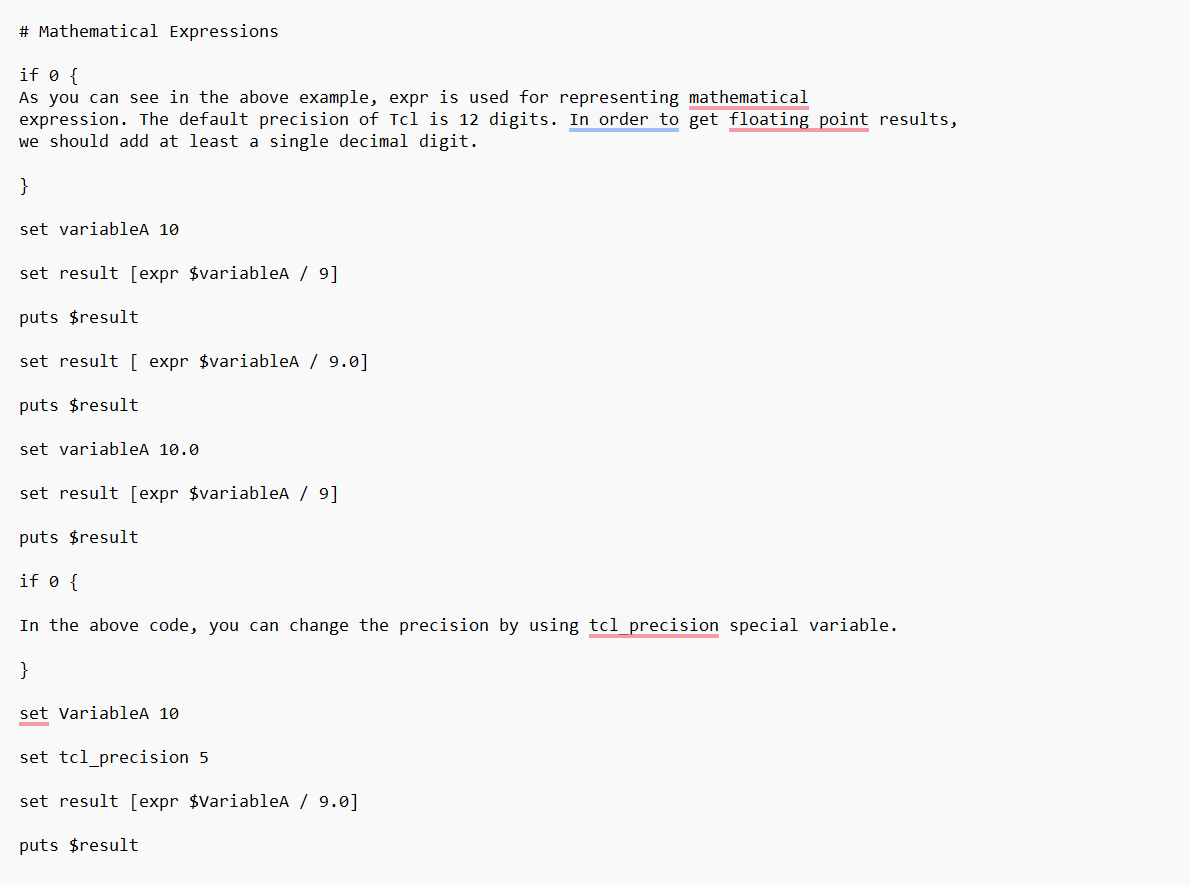 # Mathematical Expressions
if 0 {
As you can see in the above example, expr is used for representing mathematical
expression. The default precision of Tcl is 12 digits. In order to get floating point results,
we should add at least a single decimal digit.
}
set variableA 10
set result [expr $variableA / 9]
puts $result
set result [ expr $variableA / 9.0]
puts $result
set variableA 10.0
set result [expr $variableA / 9]
puts $result
if 0 {
In the above code, you can change the precision by using tcl_precision special variable.
}
set VariableA 10
set tcl_precision 5
set result [expr $VariableA / 9.0]
puts $result